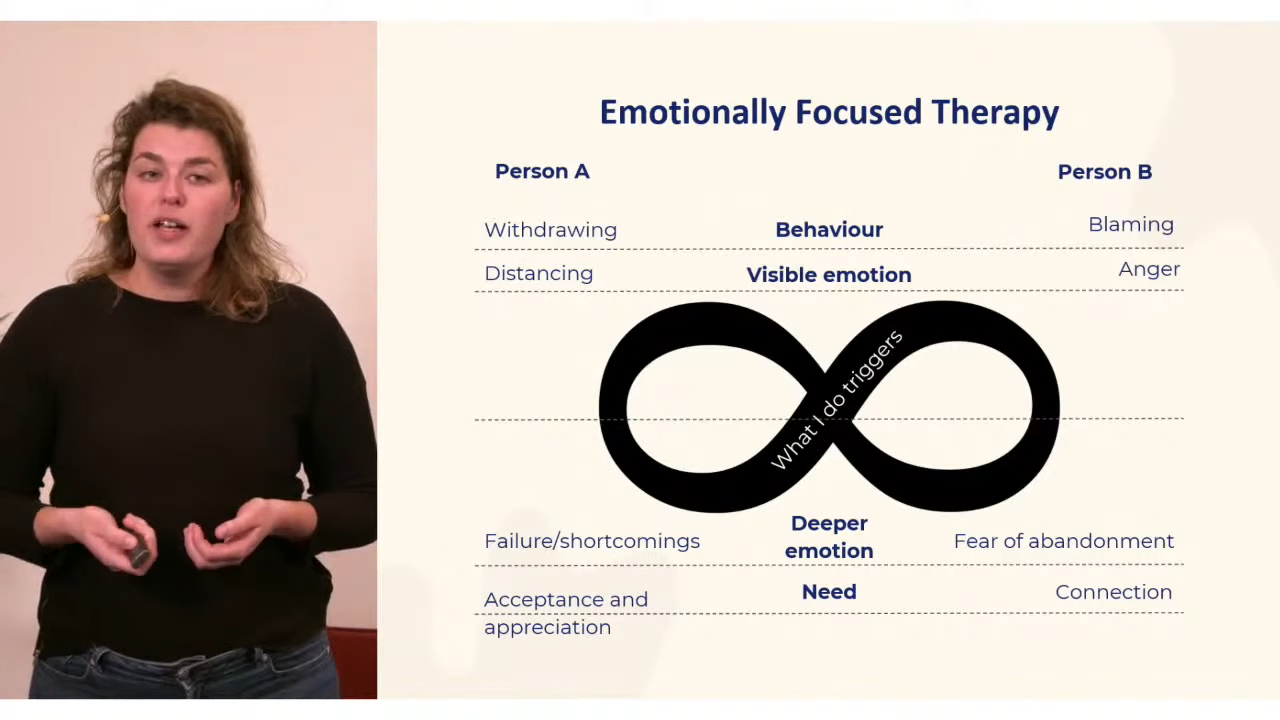 Emotionally Focused Therapy
Person A
Person B
Withdrawing
Behaviour
Blaming
Distancing
Visible emotion
Anger
What I do triggers
Failure/shortcomings
Deeper
emotion
Fear of abandonment
Acceptance and
appreciation
Need
Connection